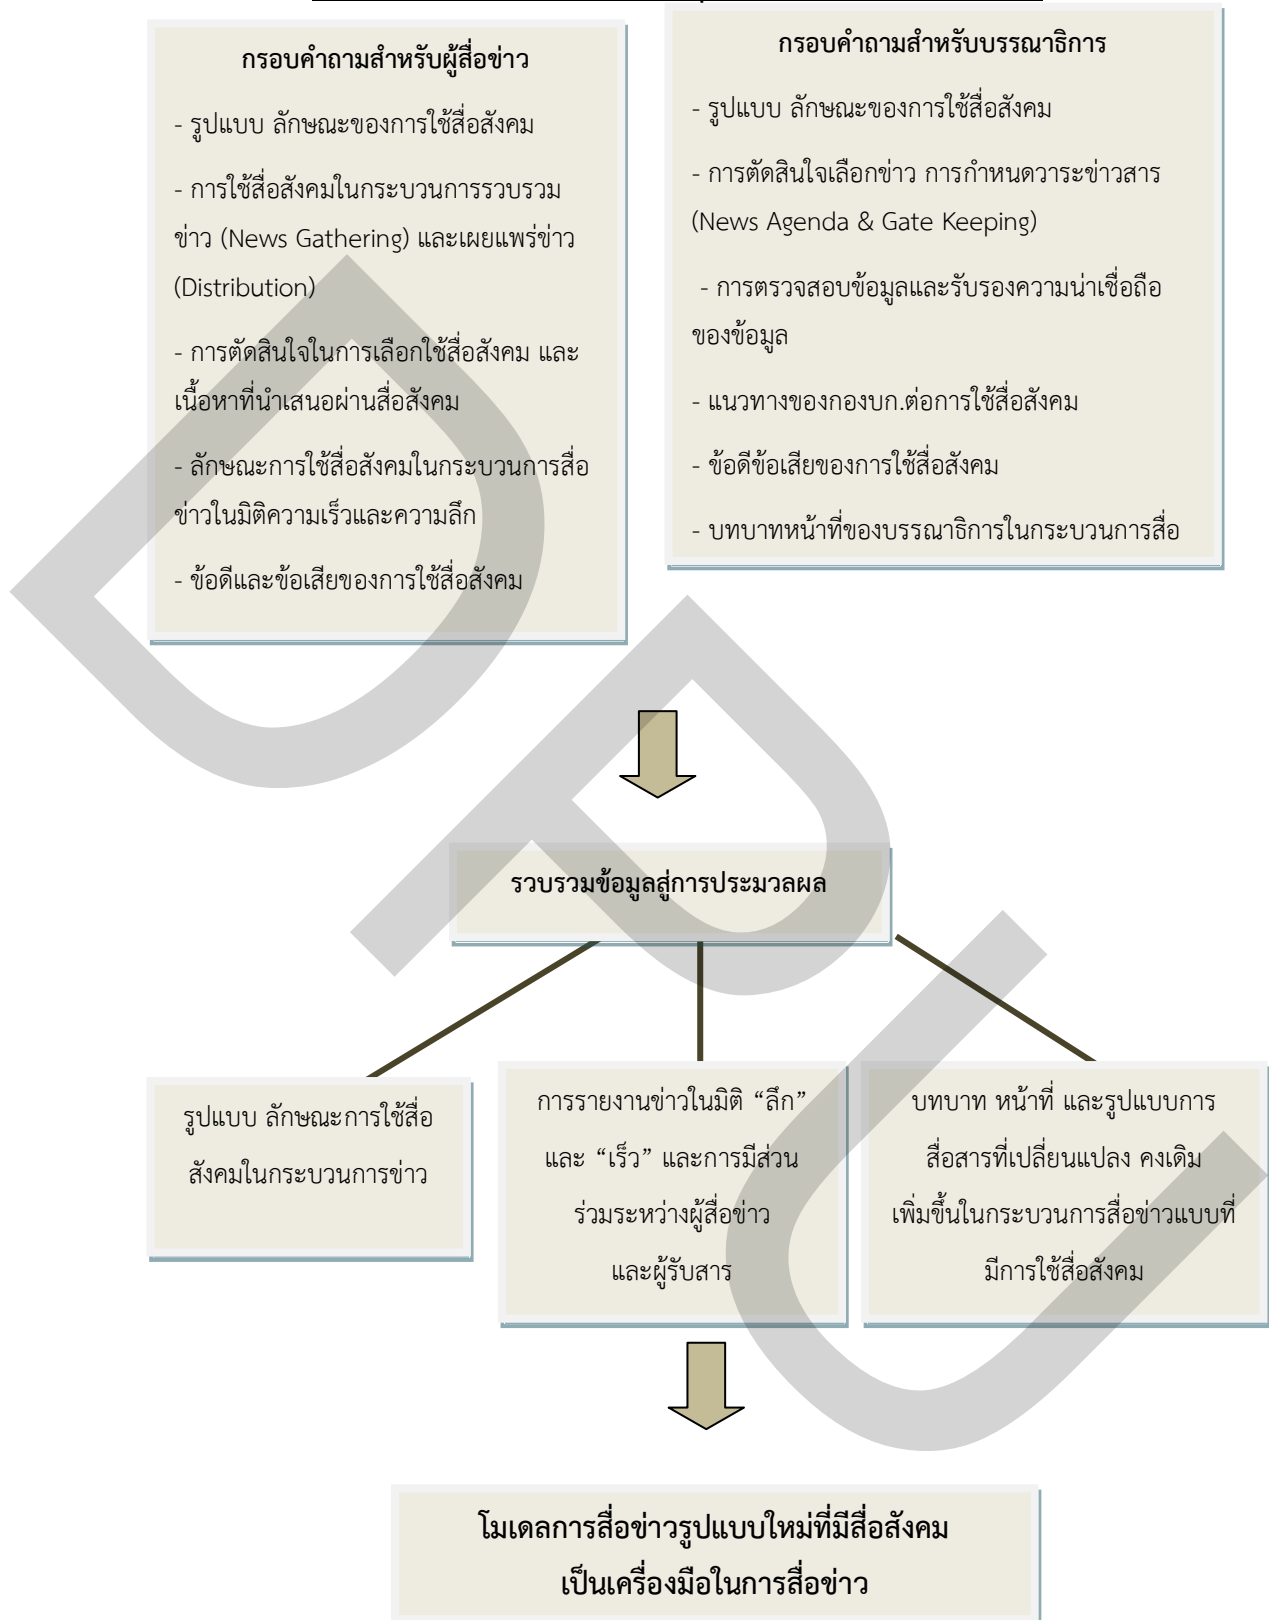 กรอบคำถามสำหรับผู้สื่อข่าว
- รูปแบบ ลักษณะของการใช้สื่อสังคม
- การใช้สื่อสังคมในกระบวนการรวบรวม
ข่าว (News Gathering) และเผยแพร่ข่าว
(Distribution)
- การตัดสินใจในการเลือกใช้สื่อสังคม และ
เนื้อหาที่นำเสนอผ่านสื่อสังคม
- ลักษณะการใช้สื่อสังคมในกระบวนการสื่อ
ข่าวในมิติความเร็วและความลึก
- ข้อดีและข้อเสียของการใช้สื่อสังคม
กรอบคำถามสำหรับบรรณาธิการ
- รูปแบบ ลักษณะของการใช้สื่อสังคม
- การตัดสินใจเลือกข่าว การกำหนดวาระข่าวสาร
(News Agenda & Gate Keeping)
- การตรวจสอบข้อมูลและรับรองความน่าเชื่อถือ
ของข้อมูล
- แนวทางของกองบก.ต่อการใช้สื่อสังคม
- ข้อดีข้อเสียของการใช้สื่อสังคม
- บทบาทหน้าที่ของบรรณาธิการในกระบวนการสื่อ
รวบรวมข้อมูลสู่การประมวลผล
รูปแบบ ลักษณะการใช้สื่อ
สังคมในกระบวนการข่าว
การรายงานข่าวในมิติ “ลึก”
และ “เร็ว” และการมีส่วน
ร่วมระหว่างผู้สื่อข่าว
และผู้รับสาร
บทบาท หน้าที่ และรูปแบบการ
สื่อสารที่เปลี่ยนแปลง คงเดิม
เพิ่มขึ้นในกระบวนการสื่อข่าวแบบที่
มีการใช้สื่อสังคม
โมเดลการสื่อข่าวรูปแบบใหม่ที่มีสื่อสังคม
เป็นเครื่องมือในการสื่อข่าว
DPU